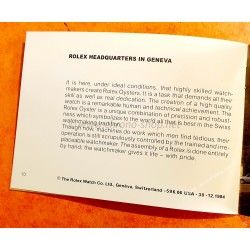 ROLEX HEADQUARTERS IN GENEVA
It is here, under ideal conditions, that highly skilled watch-
makers create Rolex Oysters. It is a task that demands all their
skill as well as real dedication. The creation of a high quality
watch is a remarkable human and technical achievement. The
Rolex Oyster is a unique combination of precision and robust-
ness which symbolizes to the world all that is best in the Swiss
watchmaking tradition.
Though now, machines do work which men find tedious, each
operation is still scrupulously controlled by the trained and irre-
placeable watchmaker. The assembly of a Rolex is done entirely
by hand; the watchmaker gives it life – with pride.
10
© The Rolex Watch Co. Ltd., Geneva, Switzerland - 598.00 USA - 30 - 12.1984